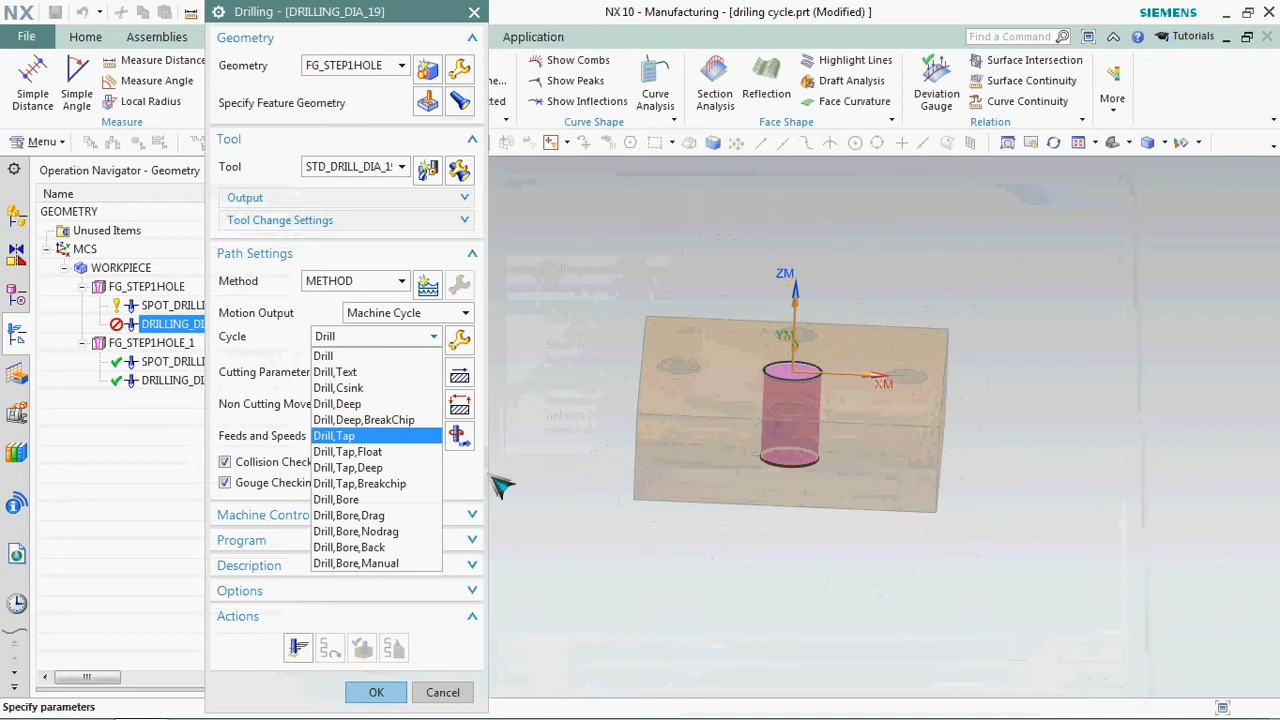 NX
Drilling - [DRILLING_DIA_19]
NX 10 - Manufacturing - [driling cycle.prt (Modified) ]
SIEMENS
File
Home
Assemblies
Application
Find a Command
Tutorials
Simple Distance
Simple Angle
Measure Distance
Measure Angle
Local Radius
Measure
Show Combs
Show Peaks
Show Inflections
Curve Analysis
Curve Shape
Section Analysis
Reflection
Highlight Lines
Draft Analysis
Face Curvature
Face Shape
Deviation Gauge
Surface Intersection
Surface Continuity
Curve Continuity
Relation
More
Menu
Operation Navigator - Geometry
Name
GEOMETRY
Unused Items
MCS
WORKPIECE
FG_STEP1HOLE
SPOT_DRILLI
DRILLING_DI
FG_STEP1HOLE_1
SPOT_DRILLI
DRILLING_DI
Geometry
Geometry
FG_STEP1HOLE
Specify Feature Geometry
Tool
Tool
STD_DRILL_DIA_1
Output
Tool Change Settings
Path Settings
Method
METHOD
Motion Output
Machine Cycle
Cycle
Drill
Drill
Drill,Text
Drill,Csink
Drill,Deep
Drill,Deep,BreakChip
Drill,Tap
Drill,Tap,Float
Drill,Tap,Deep
Drill,Tap,Breakchip
Drill,Bore
Drill,Bore,Drag
Drill,Bore,Nodrag
Drill,Bore,Back
Drill,Bore,Manual
Cutting Parameter
Non Cutting Move
Feeds and Speeds
Collision Check
Gouge Checkin
Machine Contro
Program
Description
Options
Actions
OK
Cancel
ZM
YM
XM
Specify parameters